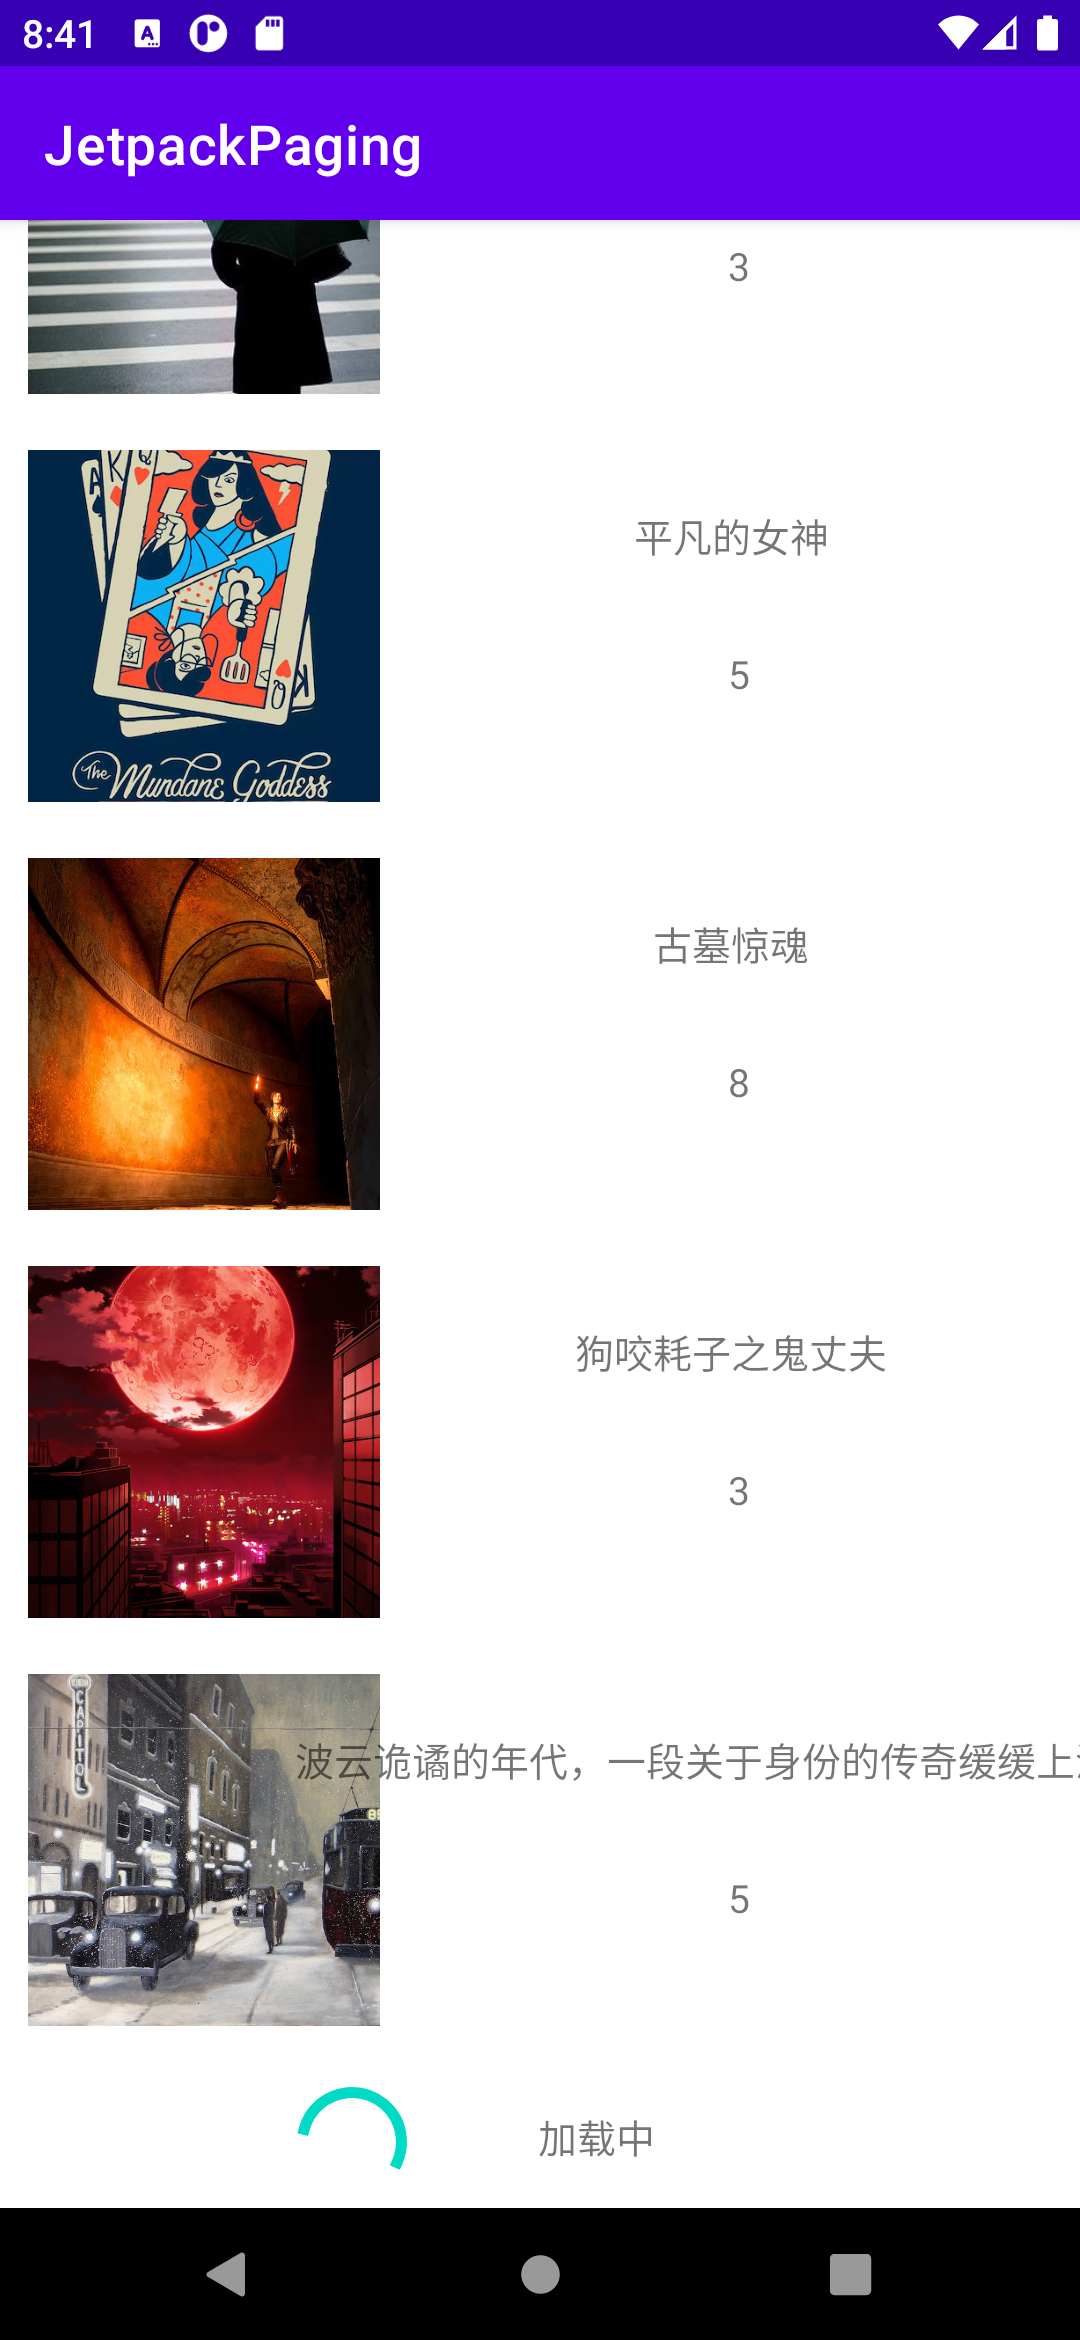 8:41
JetpackPaging
3
A K Q
The Mundane Goddess
Q K
平凡的女神
5
古墓惊魂
8
狗咬耗子之鬼丈夫
3
CAPITOL
波云诡谲的年代，一段关于身份的传奇缓缓上
5
加载中